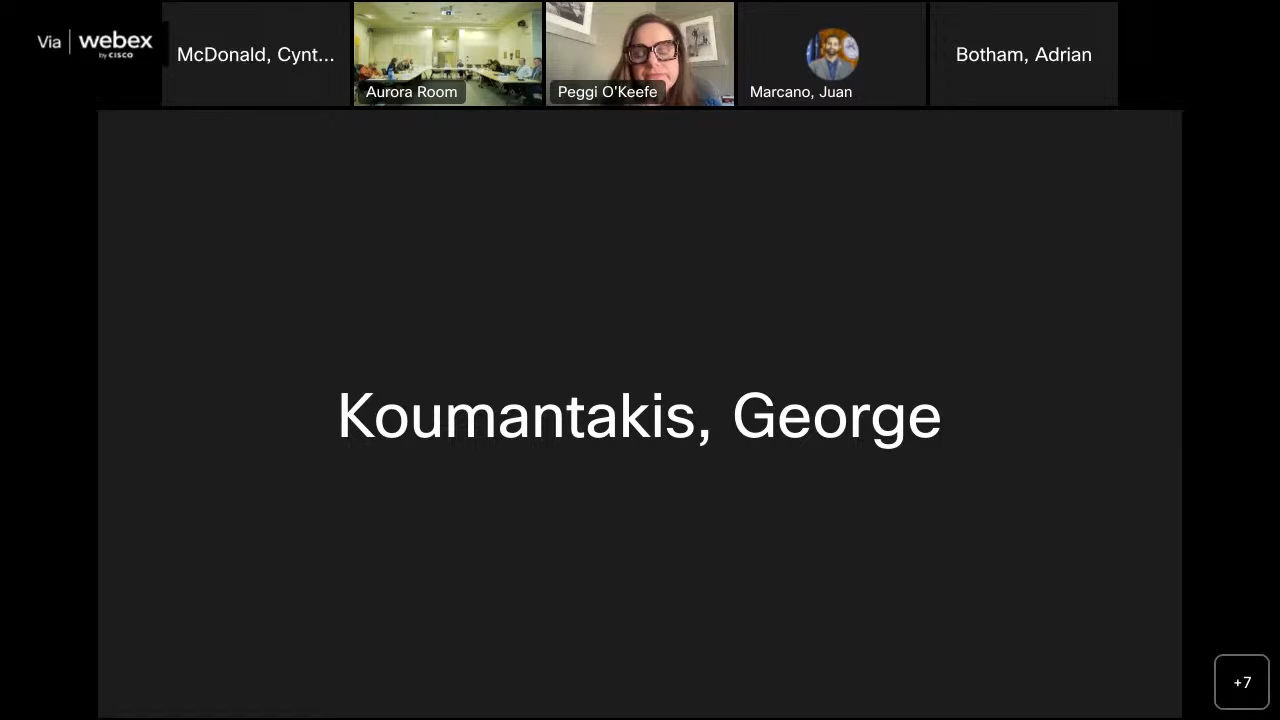 Via webex
by CISCO
McDonald, Cynt...
Aurora Room
Peggi O'Keefe
Marcano, Juan
Botham, Adrian
Koumantakis, George
+7